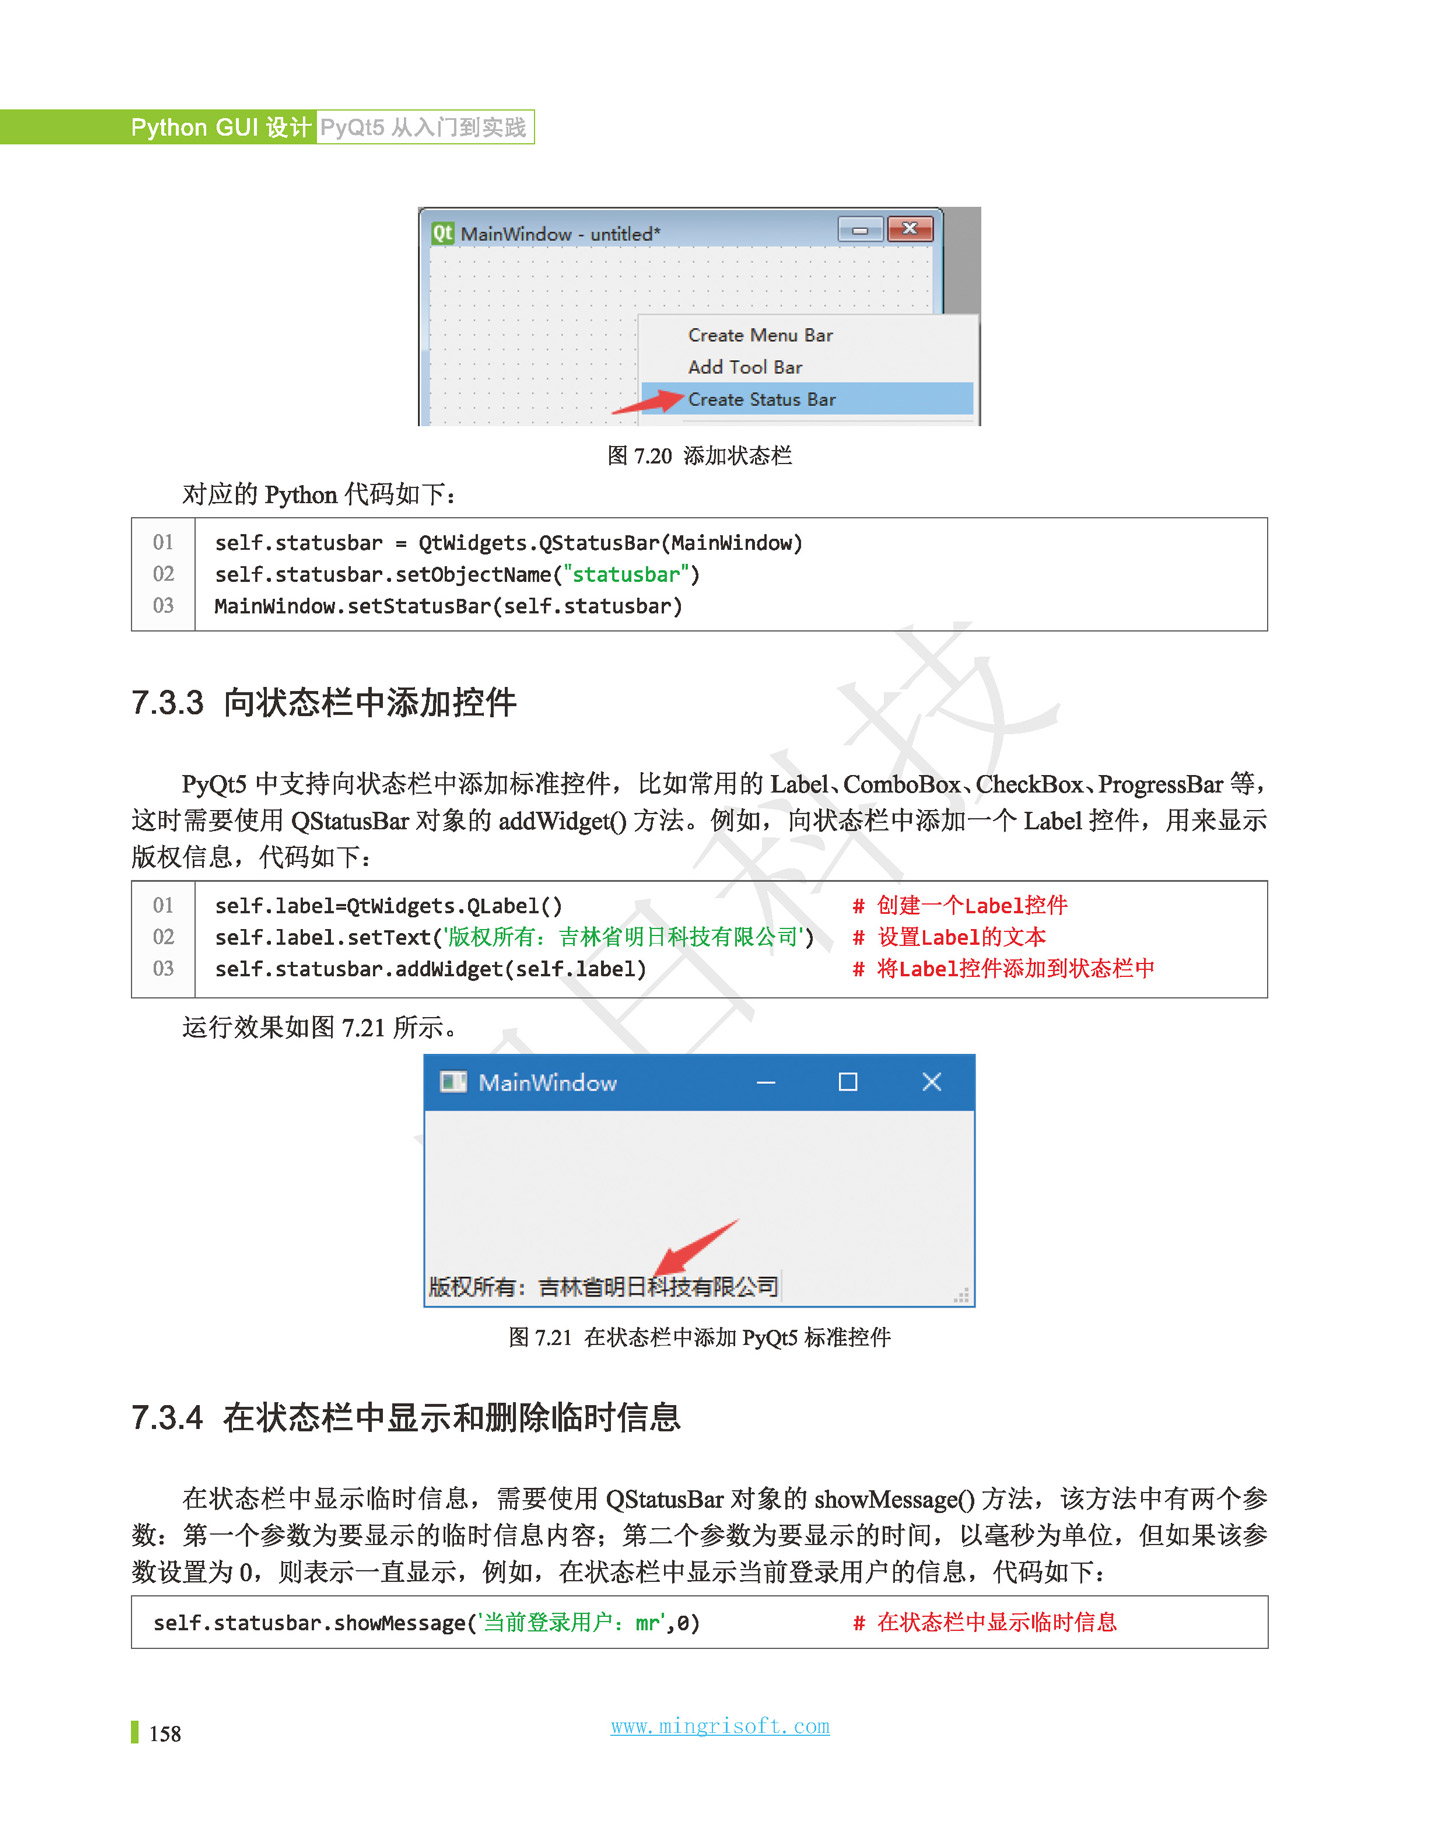 Python GUI 设计 PyQt5 从入门到实践
MainWindow - untitled*
Create Menu Bar
Add Tool Bar
Create Status Bar
图 7.20 添加状态栏
对应的 Python 代码如下：
01 self.statusbar = QtWidgets.QStatusBar(MainWindow)
02 self.statusbar.setObjectName("statusbar")
03 MainWindow.setStatusBar(self.statusbar)
7.3.3 向状态栏中添加控件
PyQt5 中支持向状态栏中添加标准控件，比如常用的 Label、ComboBox、CheckBox、ProgressBar 等，
这时需要使用 QStatusBar 对象的 addWidget() 方法。例如，向状态栏中添加一个 Label 控件，用来显示
版权信息，代码如下：
01 self.label=QtWidgets.QLabel() # 创建一个Label控件
02 self.label.setText('版权所有：吉林省明日科技有限公司') # 设置Label的文本
03 self.statusbar.addWidget(self.label) # 将Label控件添加到状态栏中
运行效果如图 7.21 所示。
MainWindow
版权所有：吉林省明日科技有限公司
图 7.21 在状态栏中添加 PyQt5 标准控件
7.3.4 在状态栏中显示和删除临时信息
在状态栏中显示临时信息，需要使用 QStatusBar 对象的 showMessage() 方法，该方法中有两个参
数：第一个参数为要显示的临时信息内容；第二个参数为要显示的时间，以毫秒为单位，但如果该参
数设置为 0，则表示一直显示，例如，在状态栏中显示当前登录用户的信息，代码如下：
self.statusbar.showMessage('当前登录用户：mr',0) # 在状态栏中显示临时信息
158
www.mingrisoft.com
日科技